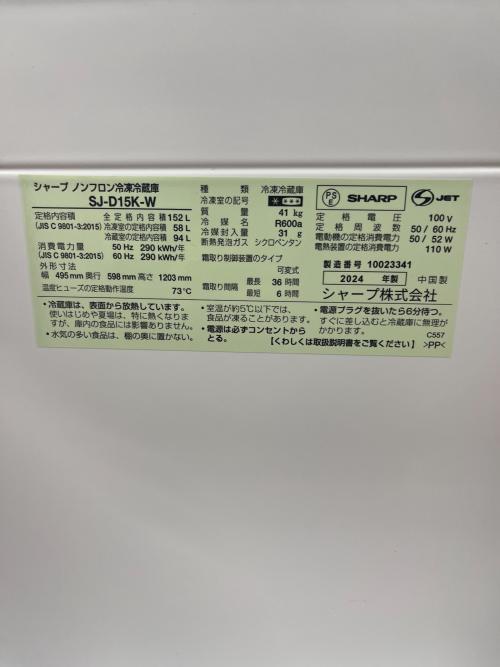 シャープ ノンフロン冷凍冷蔵庫
SJ-D15K-W
定格内容積 全定格内容積 152 L
(JIS C 9801-3:2015) 冷凍室の定格内容積 58 L
冷蔵室の定格内容積 94 L
消費電力量 50 Hz 290 kWh/年
(JIS C 9801-3:2015) 60 Hz 290 kWh/年
外形寸法
幅 495 mm 奥行 598 mm 高さ 1203 mm
温度ヒューズの定格動作温度 73℃
種類 冷凍冷蔵庫
冷凍室の記号
質量 41 kg
冷媒 R600a
冷媒封入量 31 g
断熱発泡ガス シクロペンタン
霜取り制御装置のタイプ
可変式
霜取り間隔 最長 36 時間
最短 6 時間
PS E
SHARP
S JET
定格電圧 100 V
定格周波数 50 / 60 Hz
電動機の定格消費電力 50 / 52 W
電熱装置の定格消費電力 110 W
製造番号 10023341
2024 年製 中国製
シャープ株式会社
・冷蔵庫は、表面から放熱しています。
使いはじめや夏場は、特に熱くなりま
すが、庫内の食品には影響ありません。
・水気の多い食品は、棚の奥に置かない。
・室温が約5℃以下では、
食品が凍ることがあります。
・電源は必ずコンセントから
とる。
・電源プラグを抜いたら6分待つ。
すぐに差し込むと冷蔵庫に無理が
かかります。
C557
【くわしくは取扱説明書をご覧ください】 >PP<